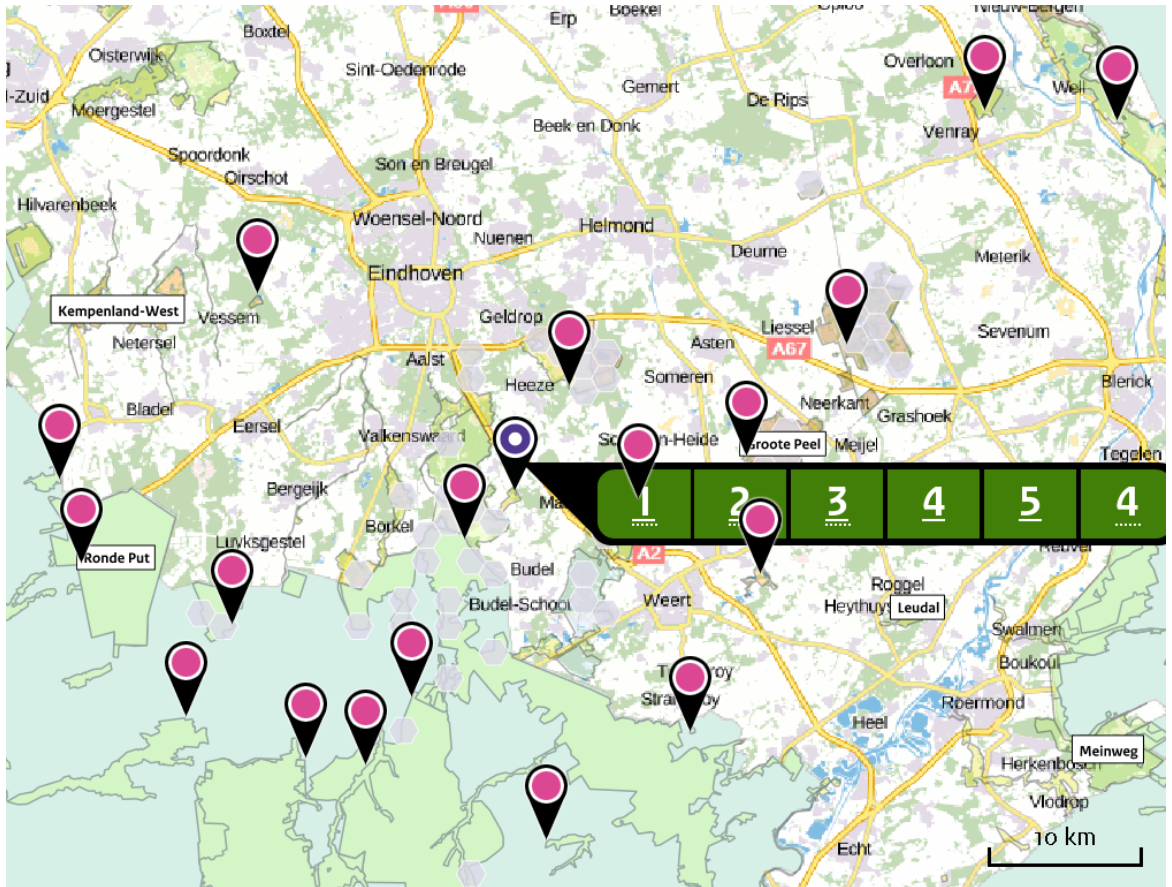 Boxtel
Erp
Boekel
Nieuw-Bergen
Oisterwijk
Sint-Oedenrode
Gemert
De Rips
Overloon
Well
Moergestel
Beek en Donk
Venray
Spoordonk
Oirschot
Son en Breugel
Hilvarenbeek
Woensel-Noord
Nuenen
Helmond
Deurne
Meterik
Eindhoven
Kempenland-West
Vessem
Geldrop
Liessel
Sevenum
Netersel
Aalst
Asten
A67
Heeze
Someren
Blerick
Bladel
Neerkant
Grashoek
Eersel
Valkenswaard
Meijel
Tegelen
Bergeijk
1 2 3 4 5 4
Borkel
Luyksgestel
A2
Ronde Put
Budel
Weert
Roggel
Budel-Schoot
Leudal
Swalmen
Boukoul
Roermond
Heel
Meinweg
Herkenbosch
Vlodrop
10 km
Echt